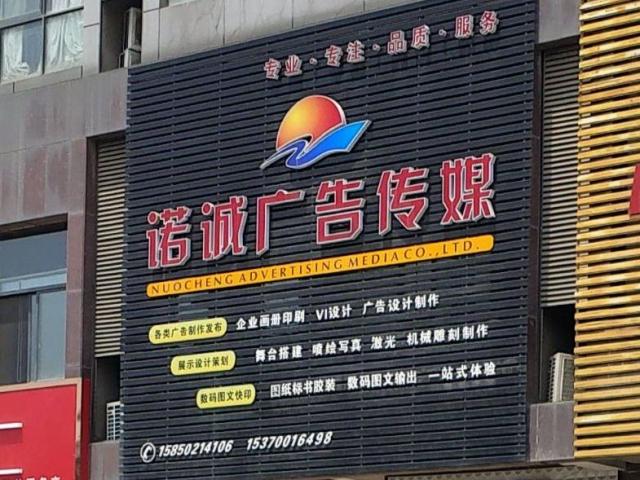 专业·专注·品质·服务
诺诚广告传媒
NUOCHENG ADVERTISING MEDIA CO.,LTD.
各类广告制作发布 企业画册印刷 VI设计 广告设计制作
展示设计策划 舞台搭建 喷绘写真 激光 机械雕刻制作
数码图文快印 图纸标书胶装 数码图文输出 一站式体验
15850214106 15370016498